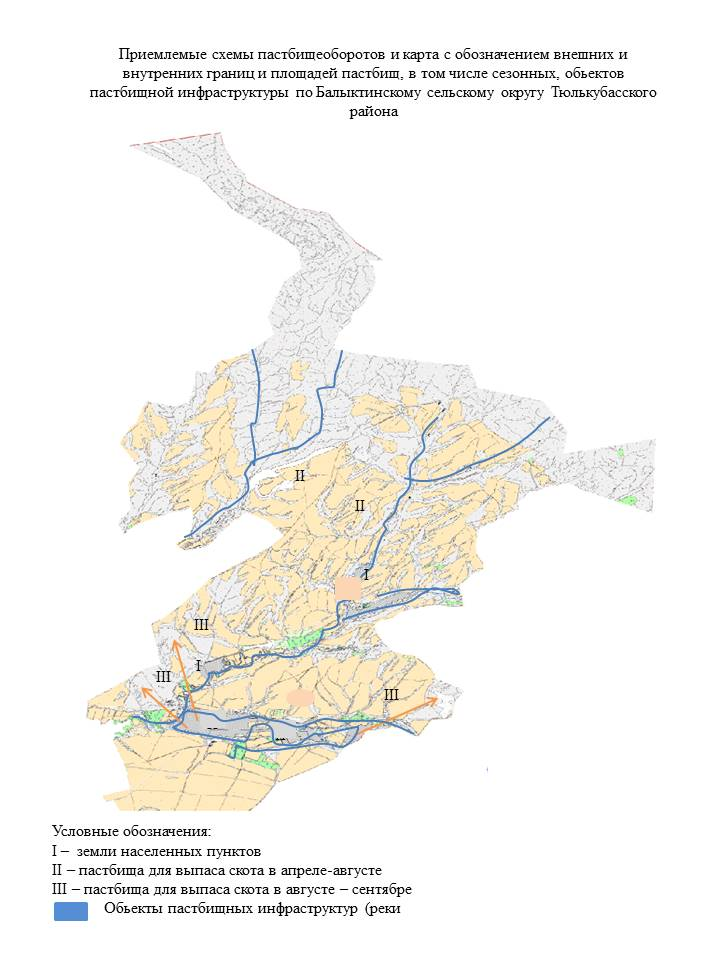 Приемлемые схемы пастбищеоборотов и карта с обозначением внешних и
внутренних границ и площадей пастбищ, в том числе сезонных, обьектов
пастбищной инфраструктуры по Балыктинскому сельскому округу Тюлькубасского
района
II
II
I
III
I
III
III
Условные обозначения:
I – земли населенных пунктов
II – пастбища для выпаса скота в апреле-августе
III – пастбища для выпаса скота в августе – сентябре
Обьекты пастбищных инфраструктур (реки